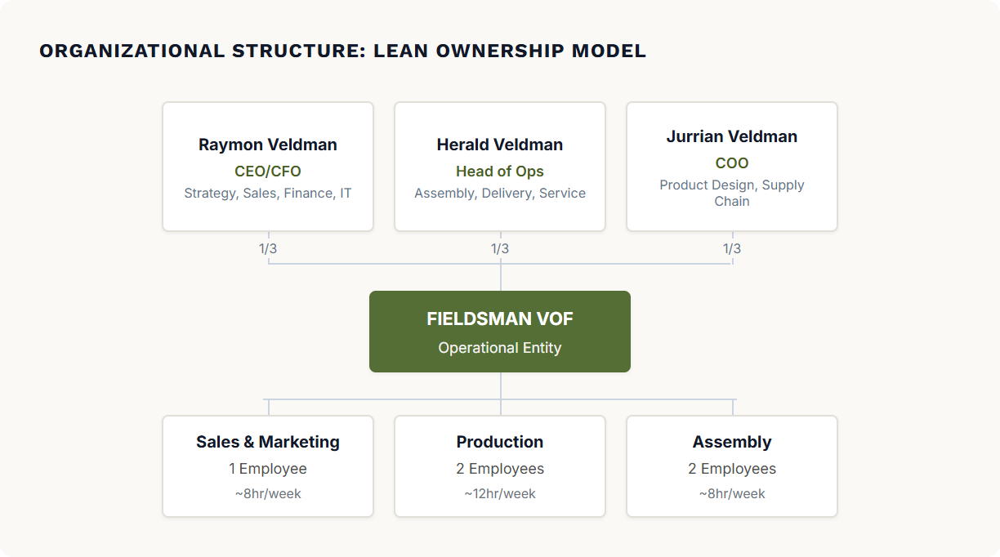 ORGANIZATIONAL STRUCTURE: LEAN OWNERSHIP MODEL
Raymon Veldman
CEO/CFO
Strategy, Sales, Finance, IT
1/3
Herald Veldman
Head of Ops
Assembly, Delivery, Service
1/3
Jurrian Veldman
COO
Product Design, Supply
Chain
1/3
FIELDSMAN VOF
Operational Entity
Sales & Marketing
1 Employee
~8hr/week
Production
2 Employees
~12hr/week
Assembly
2 Employees
~8hr/week